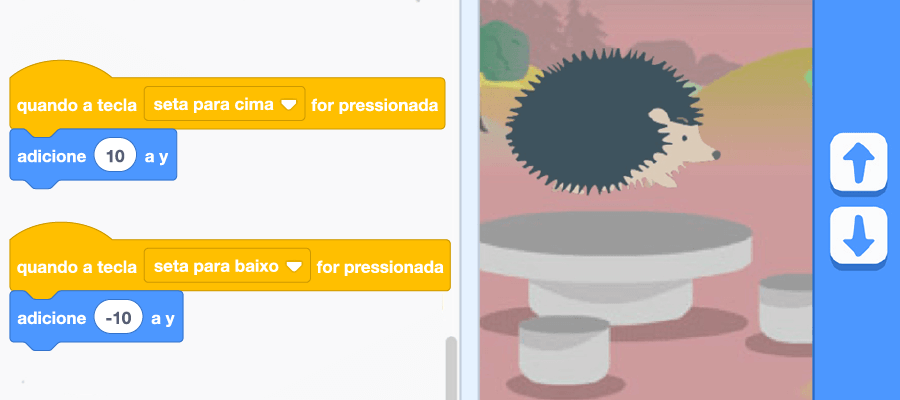 quando a tecla seta para cima for pressionada
adicione 10 a y
quando a tecla seta para baixo for pressionada
adicione -10 a y